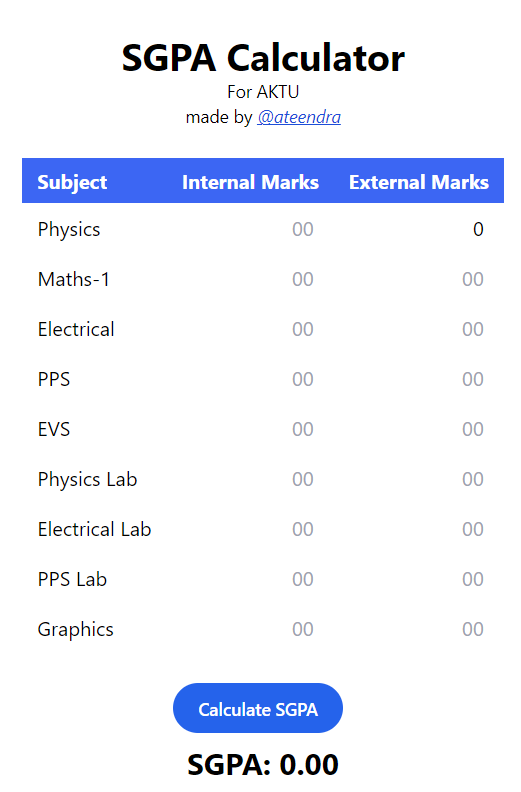 SGPA Calculator
For AKTU
made by @ateendra
Subject Internal Marks External Marks
Physics 00 0
Maths-1 00 00
Electrical 00 00
PPS 00 00
EVS 00 00
Physics Lab 00 00
Electrical Lab 00 00
PPS Lab 00 00
Graphics 00 00
Calculate SGPA
SGPA: 0.00